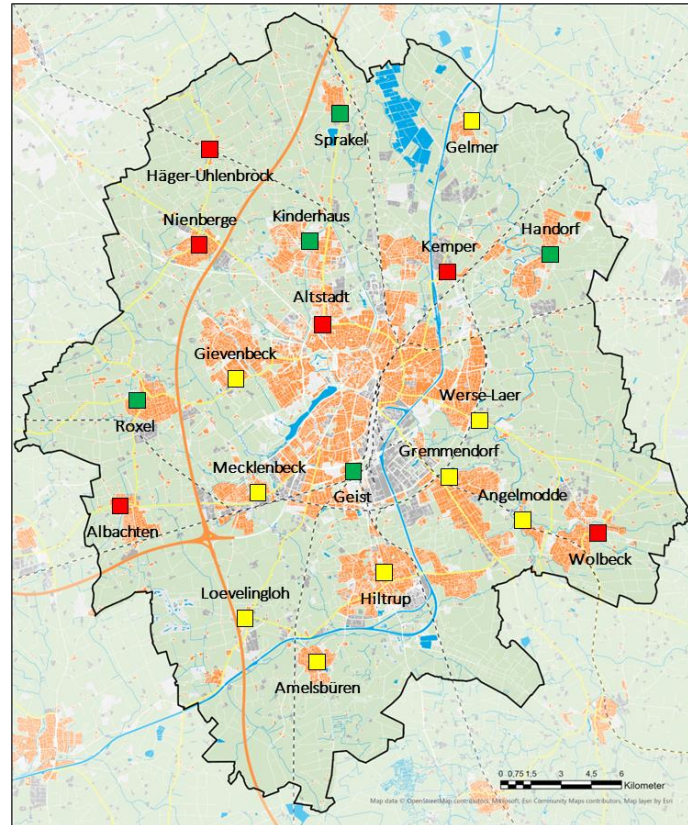 Sprakel
Gelmer
Häger-Uhlenbrock
Nienberge
Kinderhaus
Kemper
Handorf
Altstadt
Gievenbeck
Roxel
Werse-Laer
Gremmendorf
Mecklenbeck
Geist
Angelmodde
Albachten
Wolbeck
Loevelingloh
Hiltrup
Amelsbüren
0 0,75 1,5 3 4,5 6
Kilometer
Map data © OpenStreetMap contributors, Microsoft, Esri Community Maps contributors, Map layer by Esri